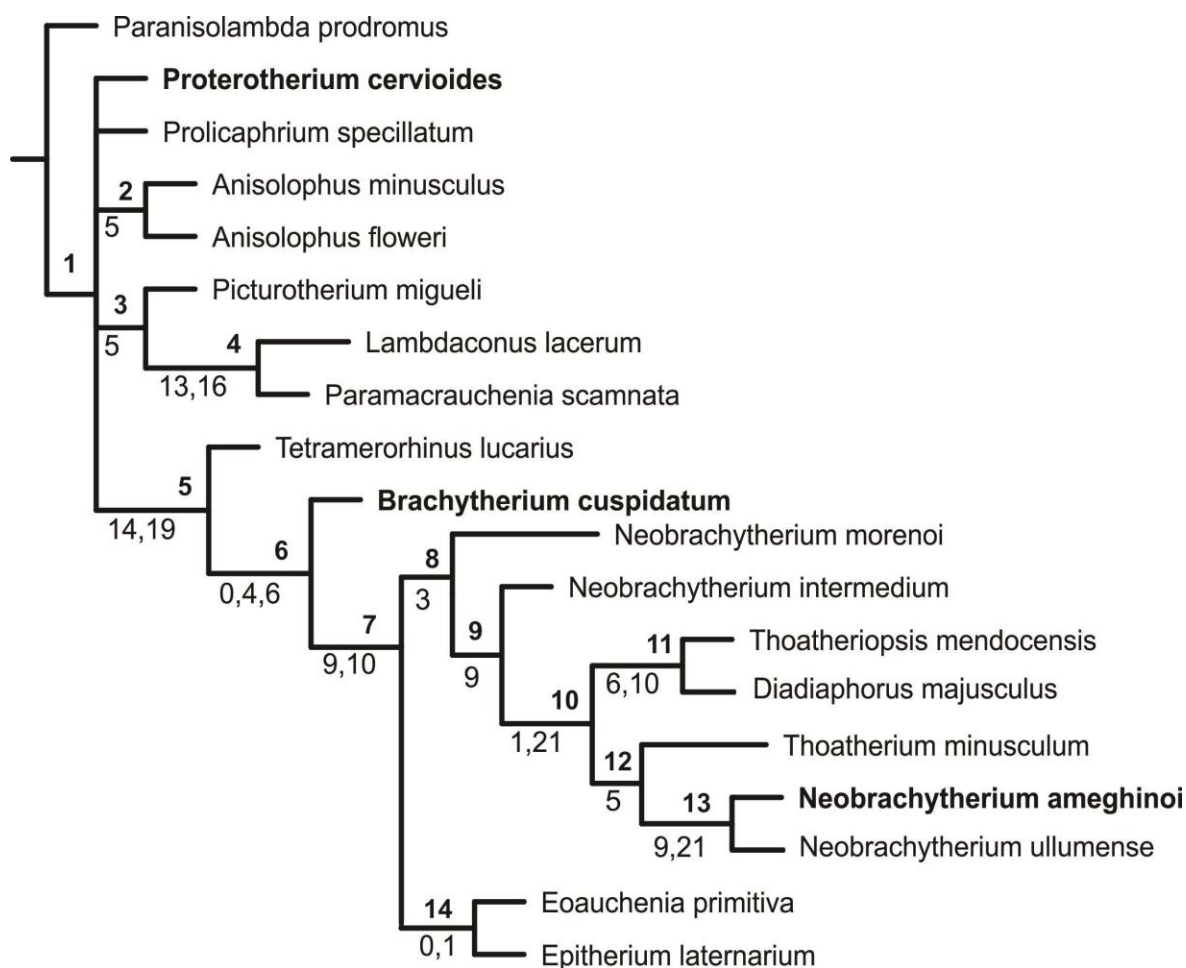 Paranisolambda prodromus
Proterotherium cervioides
Prolicaphrium specillatum
2 Anisolophus minusculus
5
Anisolophus floweri
1
3 Picturotherium migueli
5
4 Lambdaconus lacerum
13,16
Paramacrauchenia scamnata
Tetramerorhinus lucarius
5
14,19
Brachytherium cuspidatum
6
0,4,6
Neobrachytherium morenoi
8
3
Neobrachytherium intermedium
7
9,10
9
9
11 Thoatheriopsis mendocensis
6,10
Diadiaphorus majusculus
10
1,21
12 Thoatherium minusculum
5
13 Neobrachytherium ameghinoi
9,21
Neobrachytherium ullumense
14 Eoauchenia primitiva
0,1
Epitherium laternarium